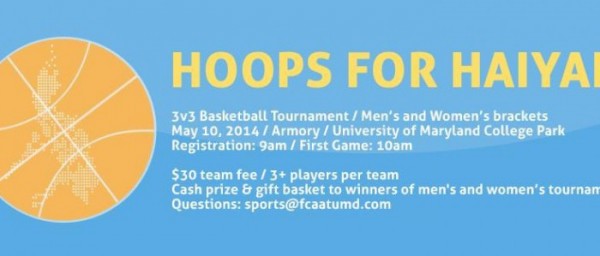 HOOPS FOR HAIYA
3v3 Basketball Tournament / Men's and Women's brackets
May 10, 2014 / Armory / University of Maryland College Park
Registration: 9am / First Game: 10am
$30 team fee / 3+ players per team
Cash prize & gift basket to winners of men's and women's tournam
Questions: sports@fcaatumd.com